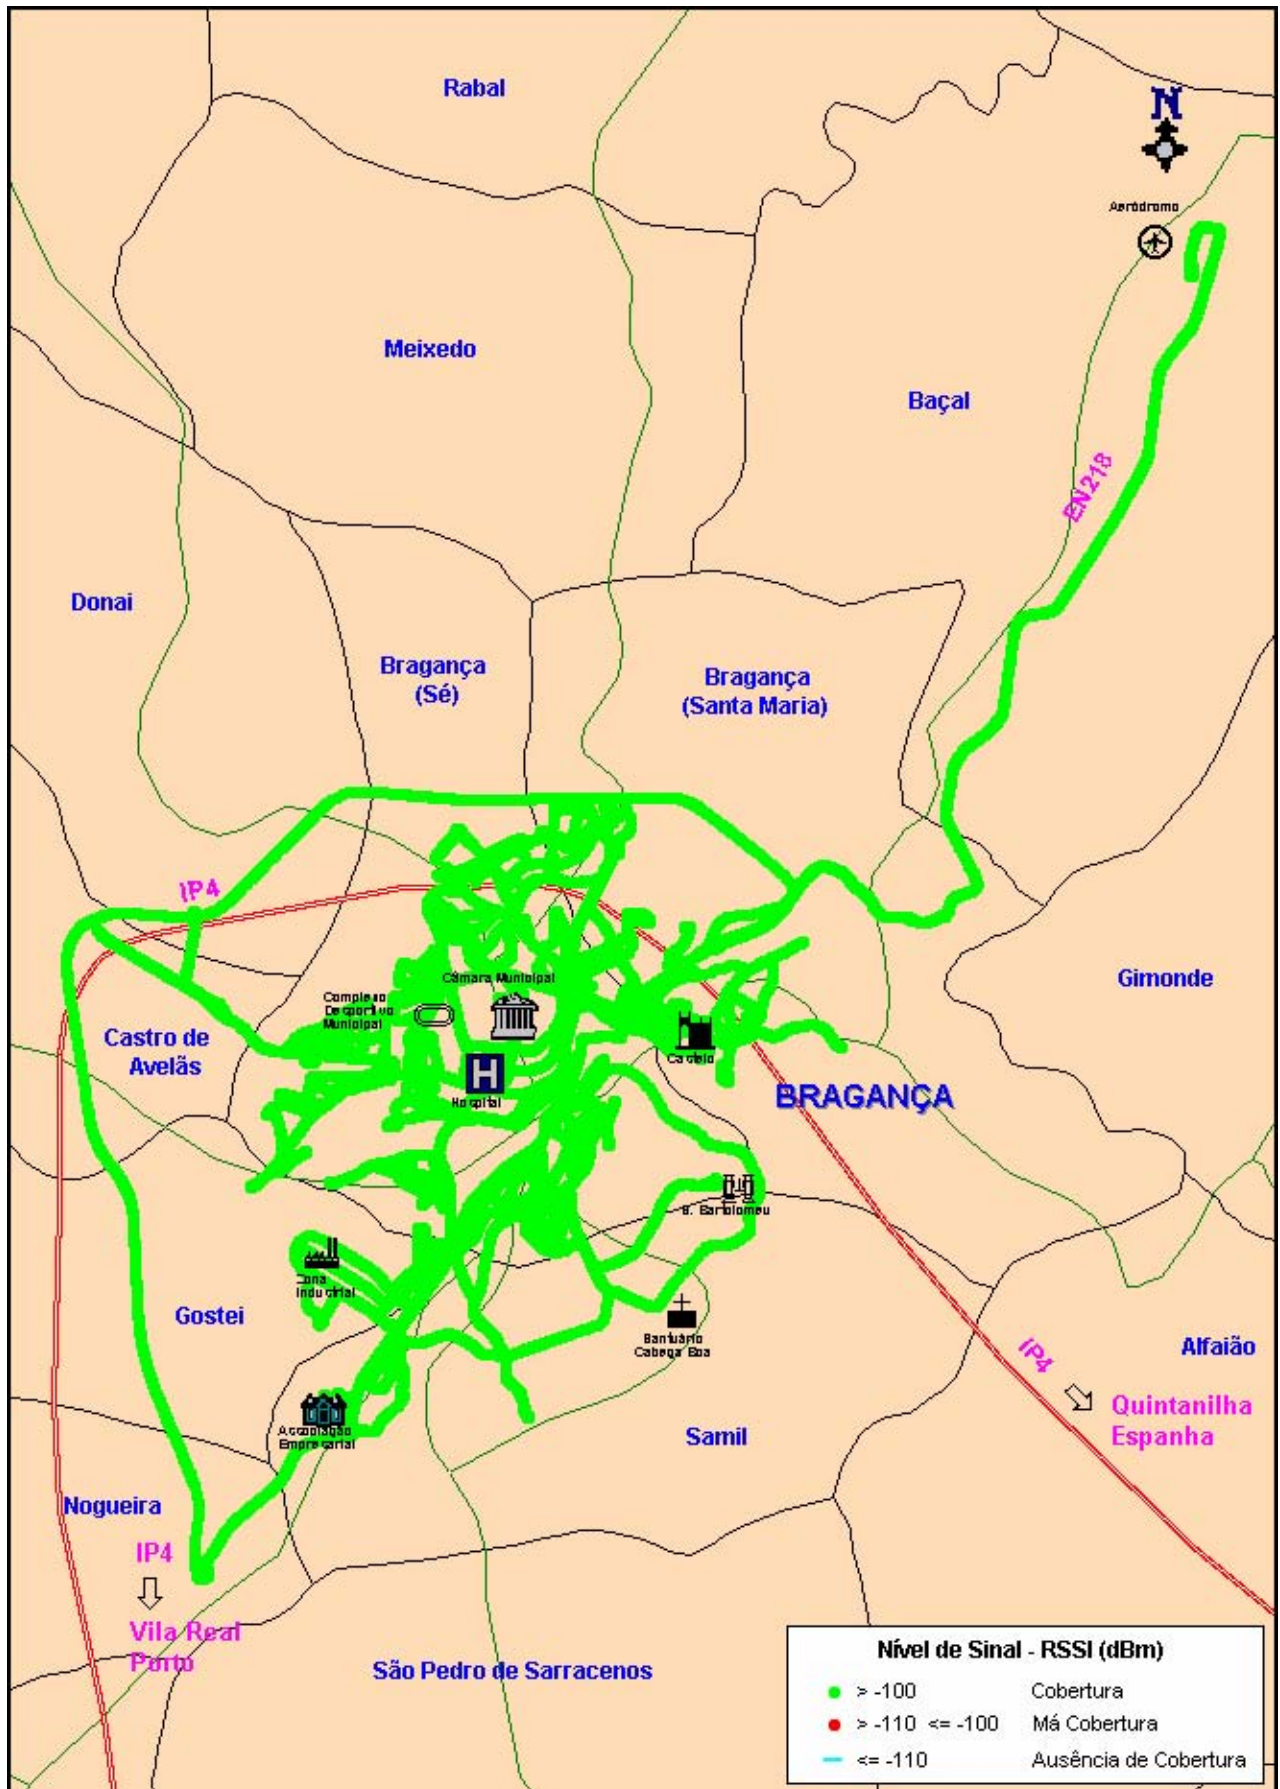 Rabal
N
Aeródromo
Meixedo
Baçal
EN218
Donai
Bragança
(Sé)
Bragança
(Santa Maria)
IP4
Câmara Municipal
Complexo
Desportivo
Municipal
Gimonde
Castro de
Avelãs
Castelo
H
Hospital
BRAGANÇA
S. Bartolomeu
Zona
Industrial
Gostei
Santuário
Cabeça Boa
IP4
Alfaião
Quintanilha
Espanha
Associação
Empresarial
Samil
Nogueira
IP4
Vila Real
Porto
São Pedro de Sarracenos
Nível de Sinal - RSSI (dBm)
> -100 Cobertura
> -110 <= -100 Má Cobertura
<= -110 Ausência de Cobertura